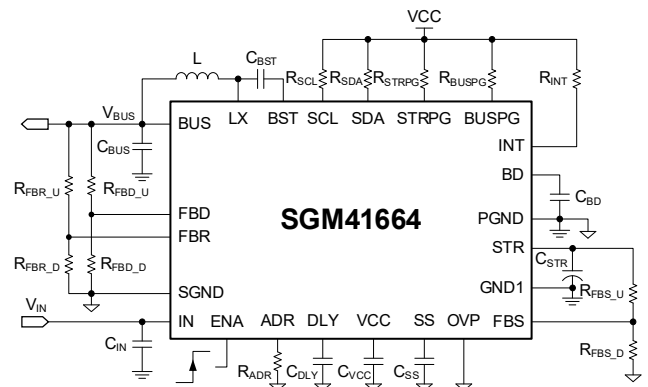 VCC
L
CBST
RSCL
RSDA
RSTRPG
RBUSPG
RINT
VBUS
CBUS
BUS
LX
BST
SCL
SDA
STRPG
BUSPG
INT
BD
CBD
RFBR_U
RFBD_U
FBD
SGM41664
PGND
FBR
STR
CSTR
RFBR_D
RFBD_D
SGND
GND1
RFBS_U
VIN
IN
ENA
ADR
DLY
VCC
SS
OVP
FBS
CIN
RADR
CDLY
CVCC
CSS
RFBS_D